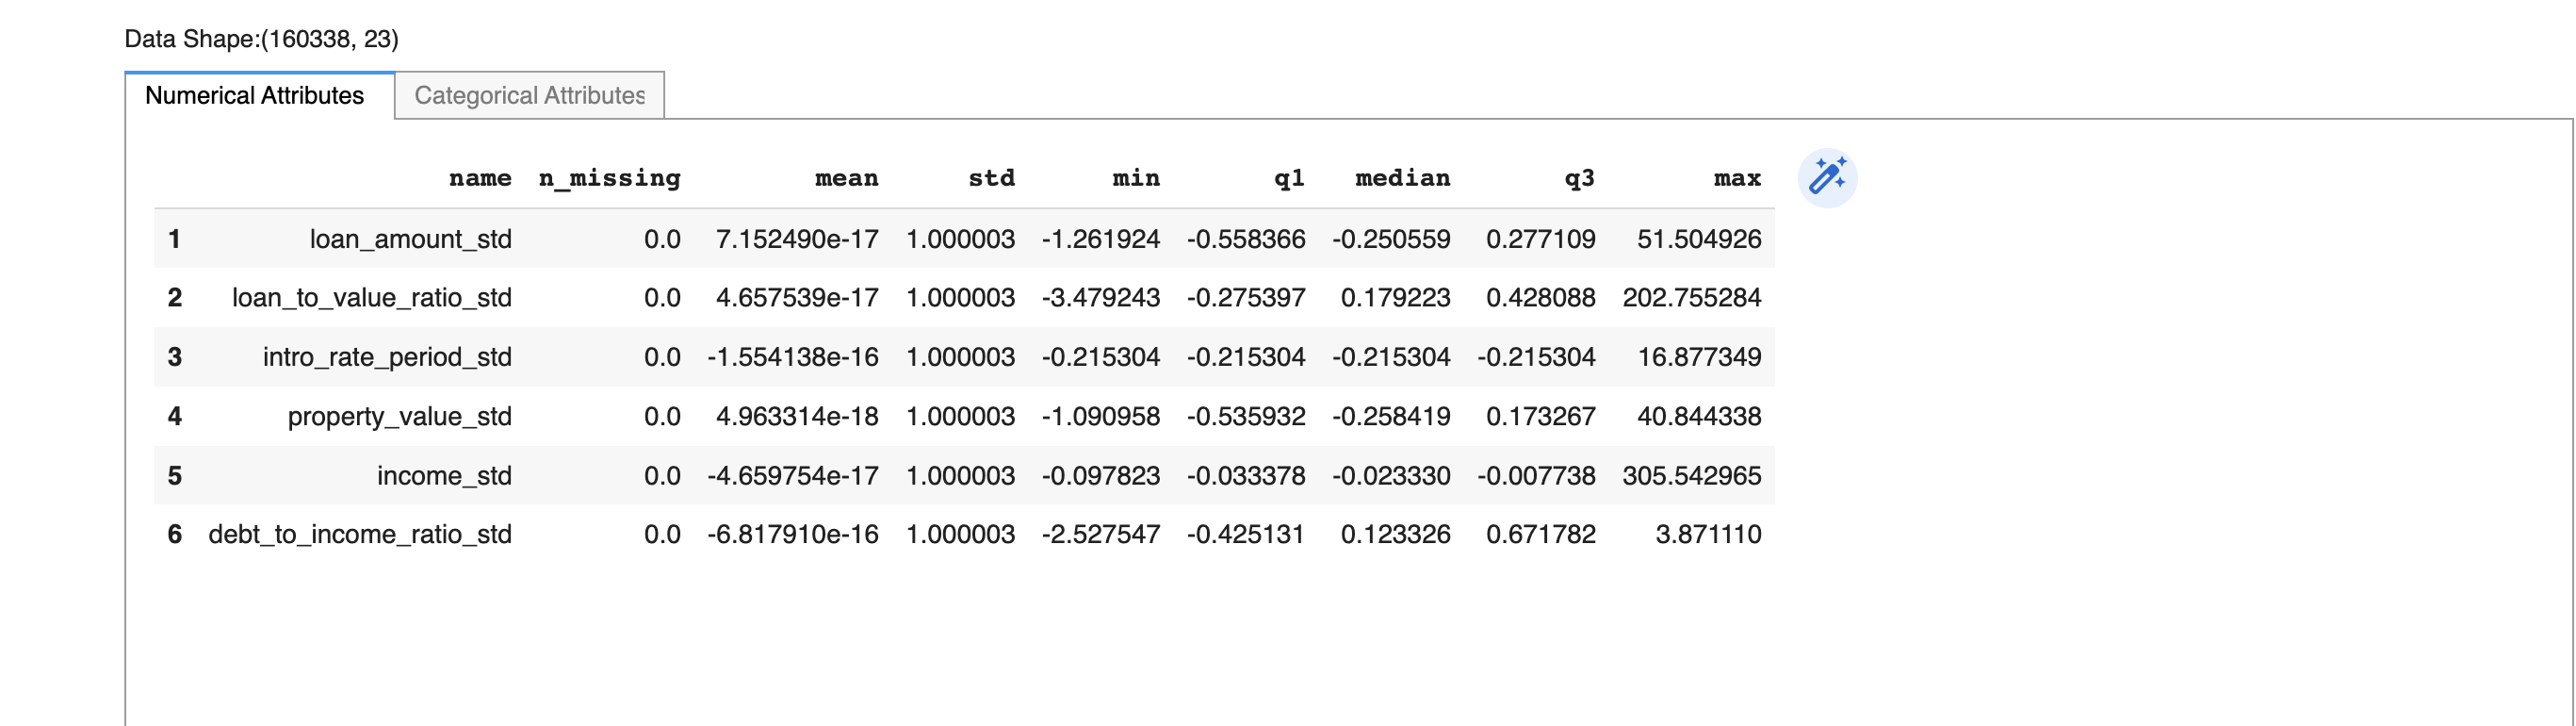 Data Shape:(160338, 23)
Numerical Attributes Categorical Attributes
name n_missing mean std min q1 median q3 max
1 loan_amount_std 0.0 7.152490e-17 1.000003 -1.261924 -0.558366 -0.250559 0.277109 51.504926
2 loan_to_value_ratio_std 0.0 4.657539e-17 1.000003 -3.479243 -0.275397 0.179223 0.428088 202.755284
3 intro_rate_period_std 0.0 -1.554138e-16 1.000003 -0.215304 -0.215304 -0.215304 -0.215304 16.877349
4 property_value_std 0.0 4.963314e-18 1.000003 -1.090958 -0.535932 -0.258419 0.173267 40.844338
5 income_std 0.0 -4.659754e-17 1.000003 -0.097823 -0.033378 -0.023330 -0.007738 305.542965
6 debt_to_income_ratio_std 0.0 -6.817910e-16 1.000003 -2.527547 -0.425131 0.123326 0.671782 3.871110